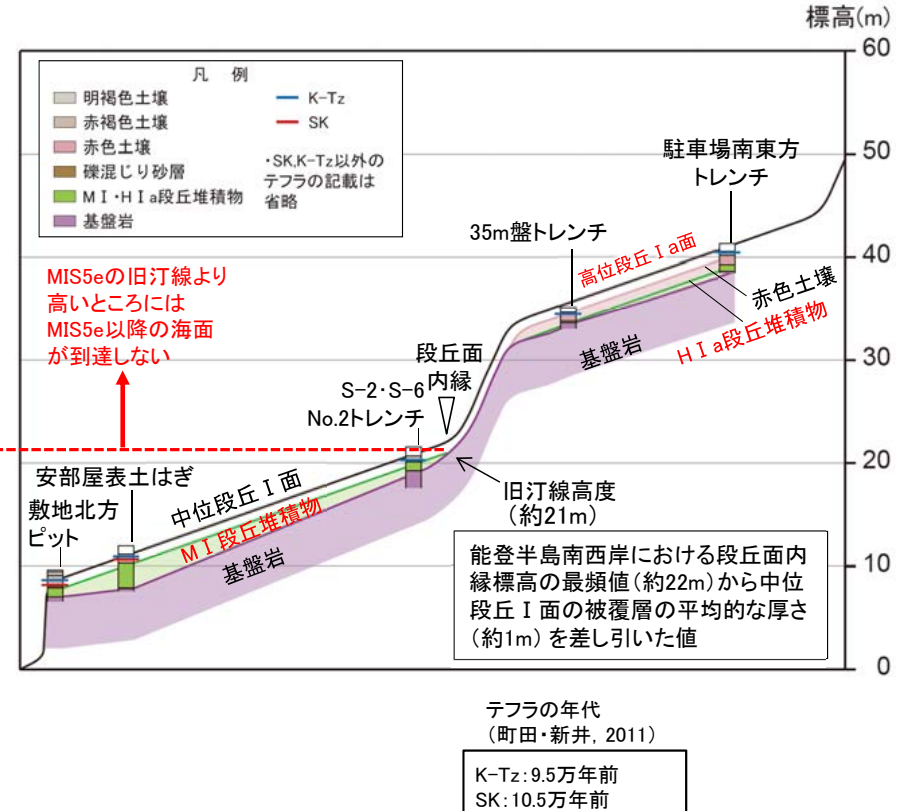 標高(m)
60
50
40
30
20
10
0
凡 例
明褐色土壌
赤褐色土壌
赤色土壌
礫混じり砂層
MⅠ・HⅠa段丘堆積物
基盤岩
K-Tz
SK
・SK,K-Tz以外の
テフラの記載は
省略
駐車場南東方
トレンチ
35m盤トレンチ
高位段丘Ⅰa面
赤色土壌
HⅠa段丘堆積物
基盤岩
MIS5eの旧汀線より
高いところには
MIS5e以降の海面
が到達しない
段丘面
内縁
S-2・S-6
No.2トレンチ
安部屋表土はぎ
敷地北方
ピット
中位段丘Ⅰ面
MⅠ段丘堆積物
基盤岩
旧汀線高度
(約21m)
能登半島南西岸における段丘面内
縁標高の最頻値(約22m)から中位
段丘Ⅰ面の被覆層の平均的な厚さ
(約1m)を差し引いた値
テフラの年代
(町田・新井, 2011)
K-Tz:9.5万年前
SK:10.5万年前